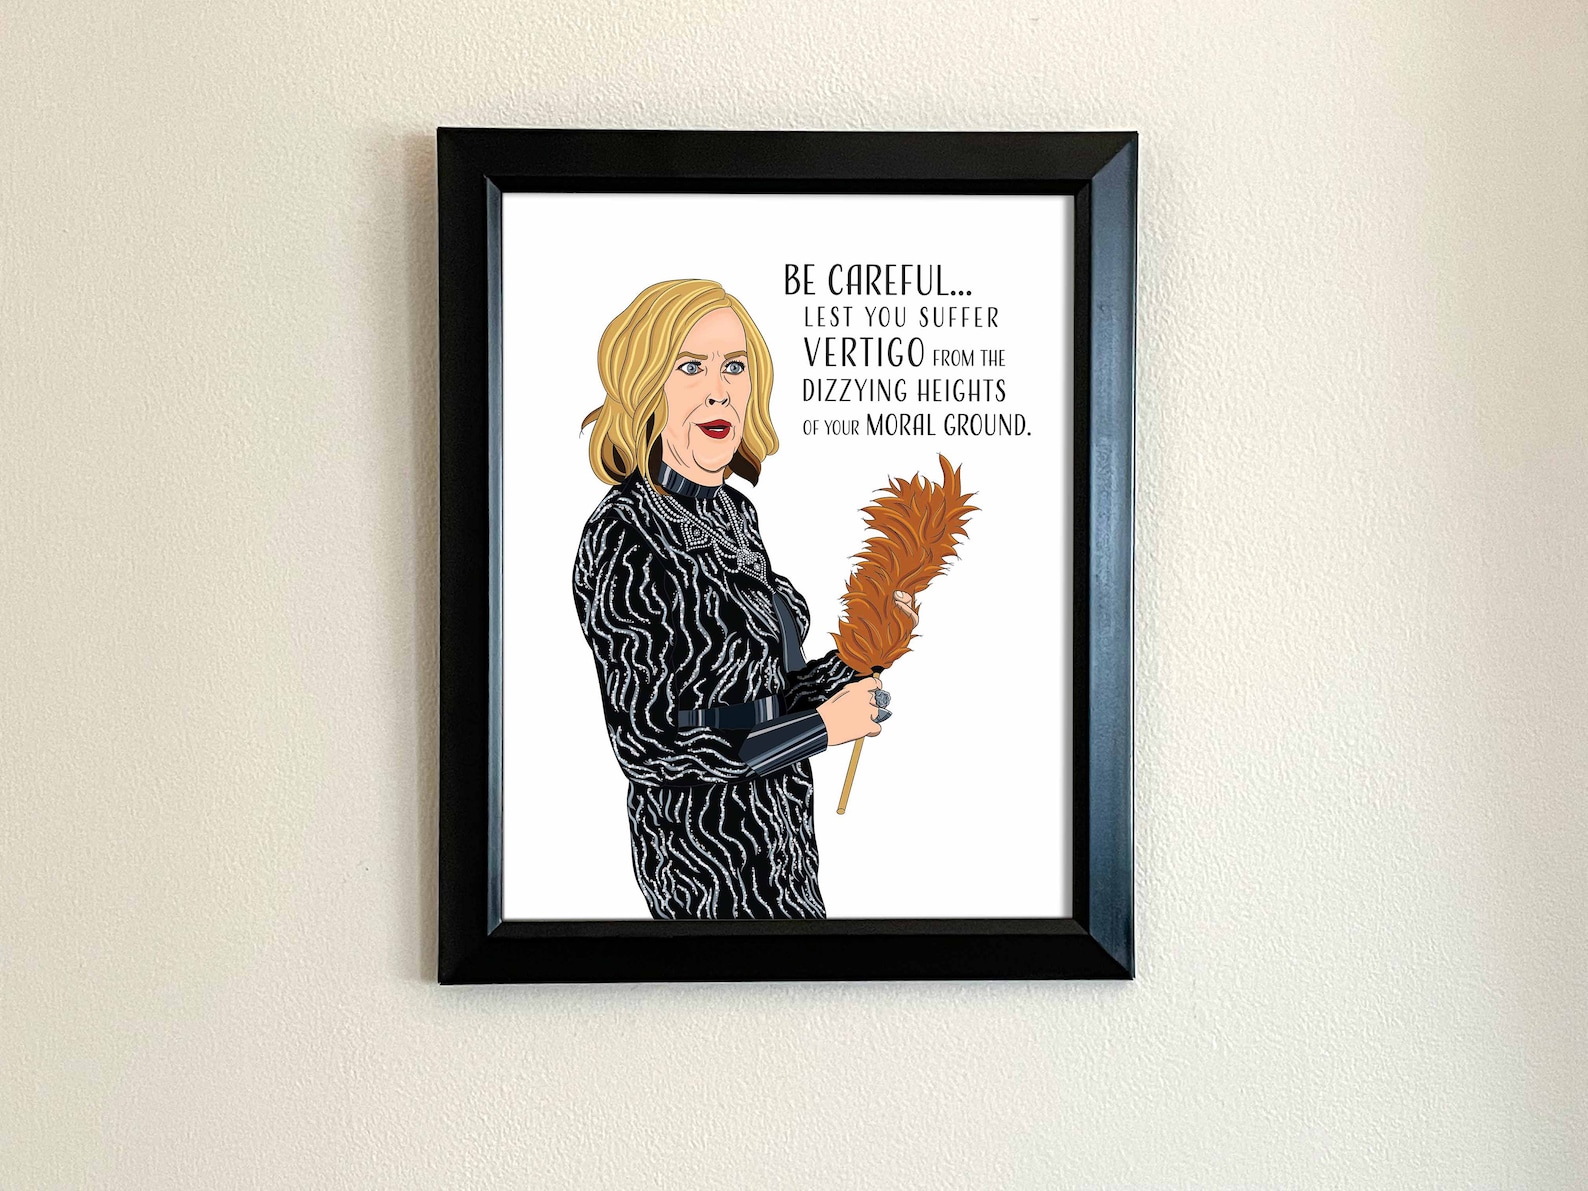 BE CAREFUL...
LEST YOU SUFFER
VERTIGO FROM THE
DIZZYING HEIGHTS
OF YOUR MORAL GROUND.